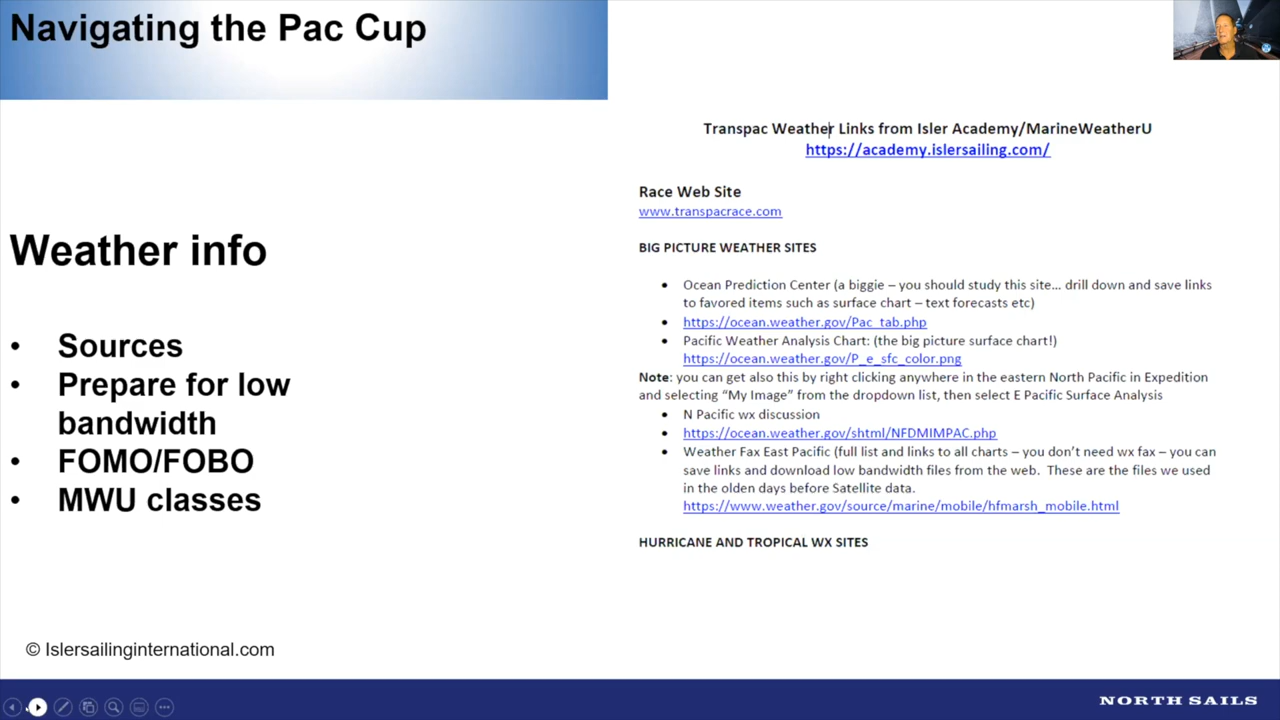 Navigating the Pac Cup
Weather info
• Sources
• Prepare for low
bandwidth
• FOMO/FOBO
• MWU classes
© Islersailinginternational.com
Transpac Weather Links from Isler Academy/MarineWeatherU
https://academy.islersailing.com/
Race Web Site
www.transpacrace.com
BIG PICTURE WEATHER SITES
• Ocean Prediction Center (a biggie – you should study this site... drill down and save links
to favored items such as surface chart – text forecasts etc)
• https://ocean.weather.gov/Pac_tab.php
• Pacific Weather Analysis Chart: (the big picture surface chart!)
https://ocean.weather.gov/P_e_sfc_color.png
Note: you can get also this by right clicking anywhere in the eastern North Pacific in Expedition
and selecting “My Image” from the dropdown list, then select E Pacific Surface Analysis
• N Pacific wx discussion
• https://ocean.weather.gov/shtml/NFDMIMPAC.php
• Weather Fax East Pacific (full list and links to all charts – you don’t need wx fax – you can
save links and download low bandwidth files from the web. These are the files we used
in the olden days before Satellite data.
https://www.weather.gov/source/marine/mobile/hfmarsh_mobile.html
HURRICANE AND TROPICAL WX SITES
NORTH SAILS